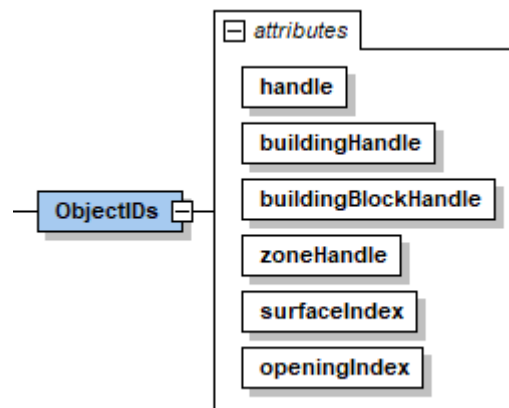 attributes
handle
buildingHandle
buildingBlockHandle
ObjectIDs
zoneHandle
surfaceIndex
openingIndex